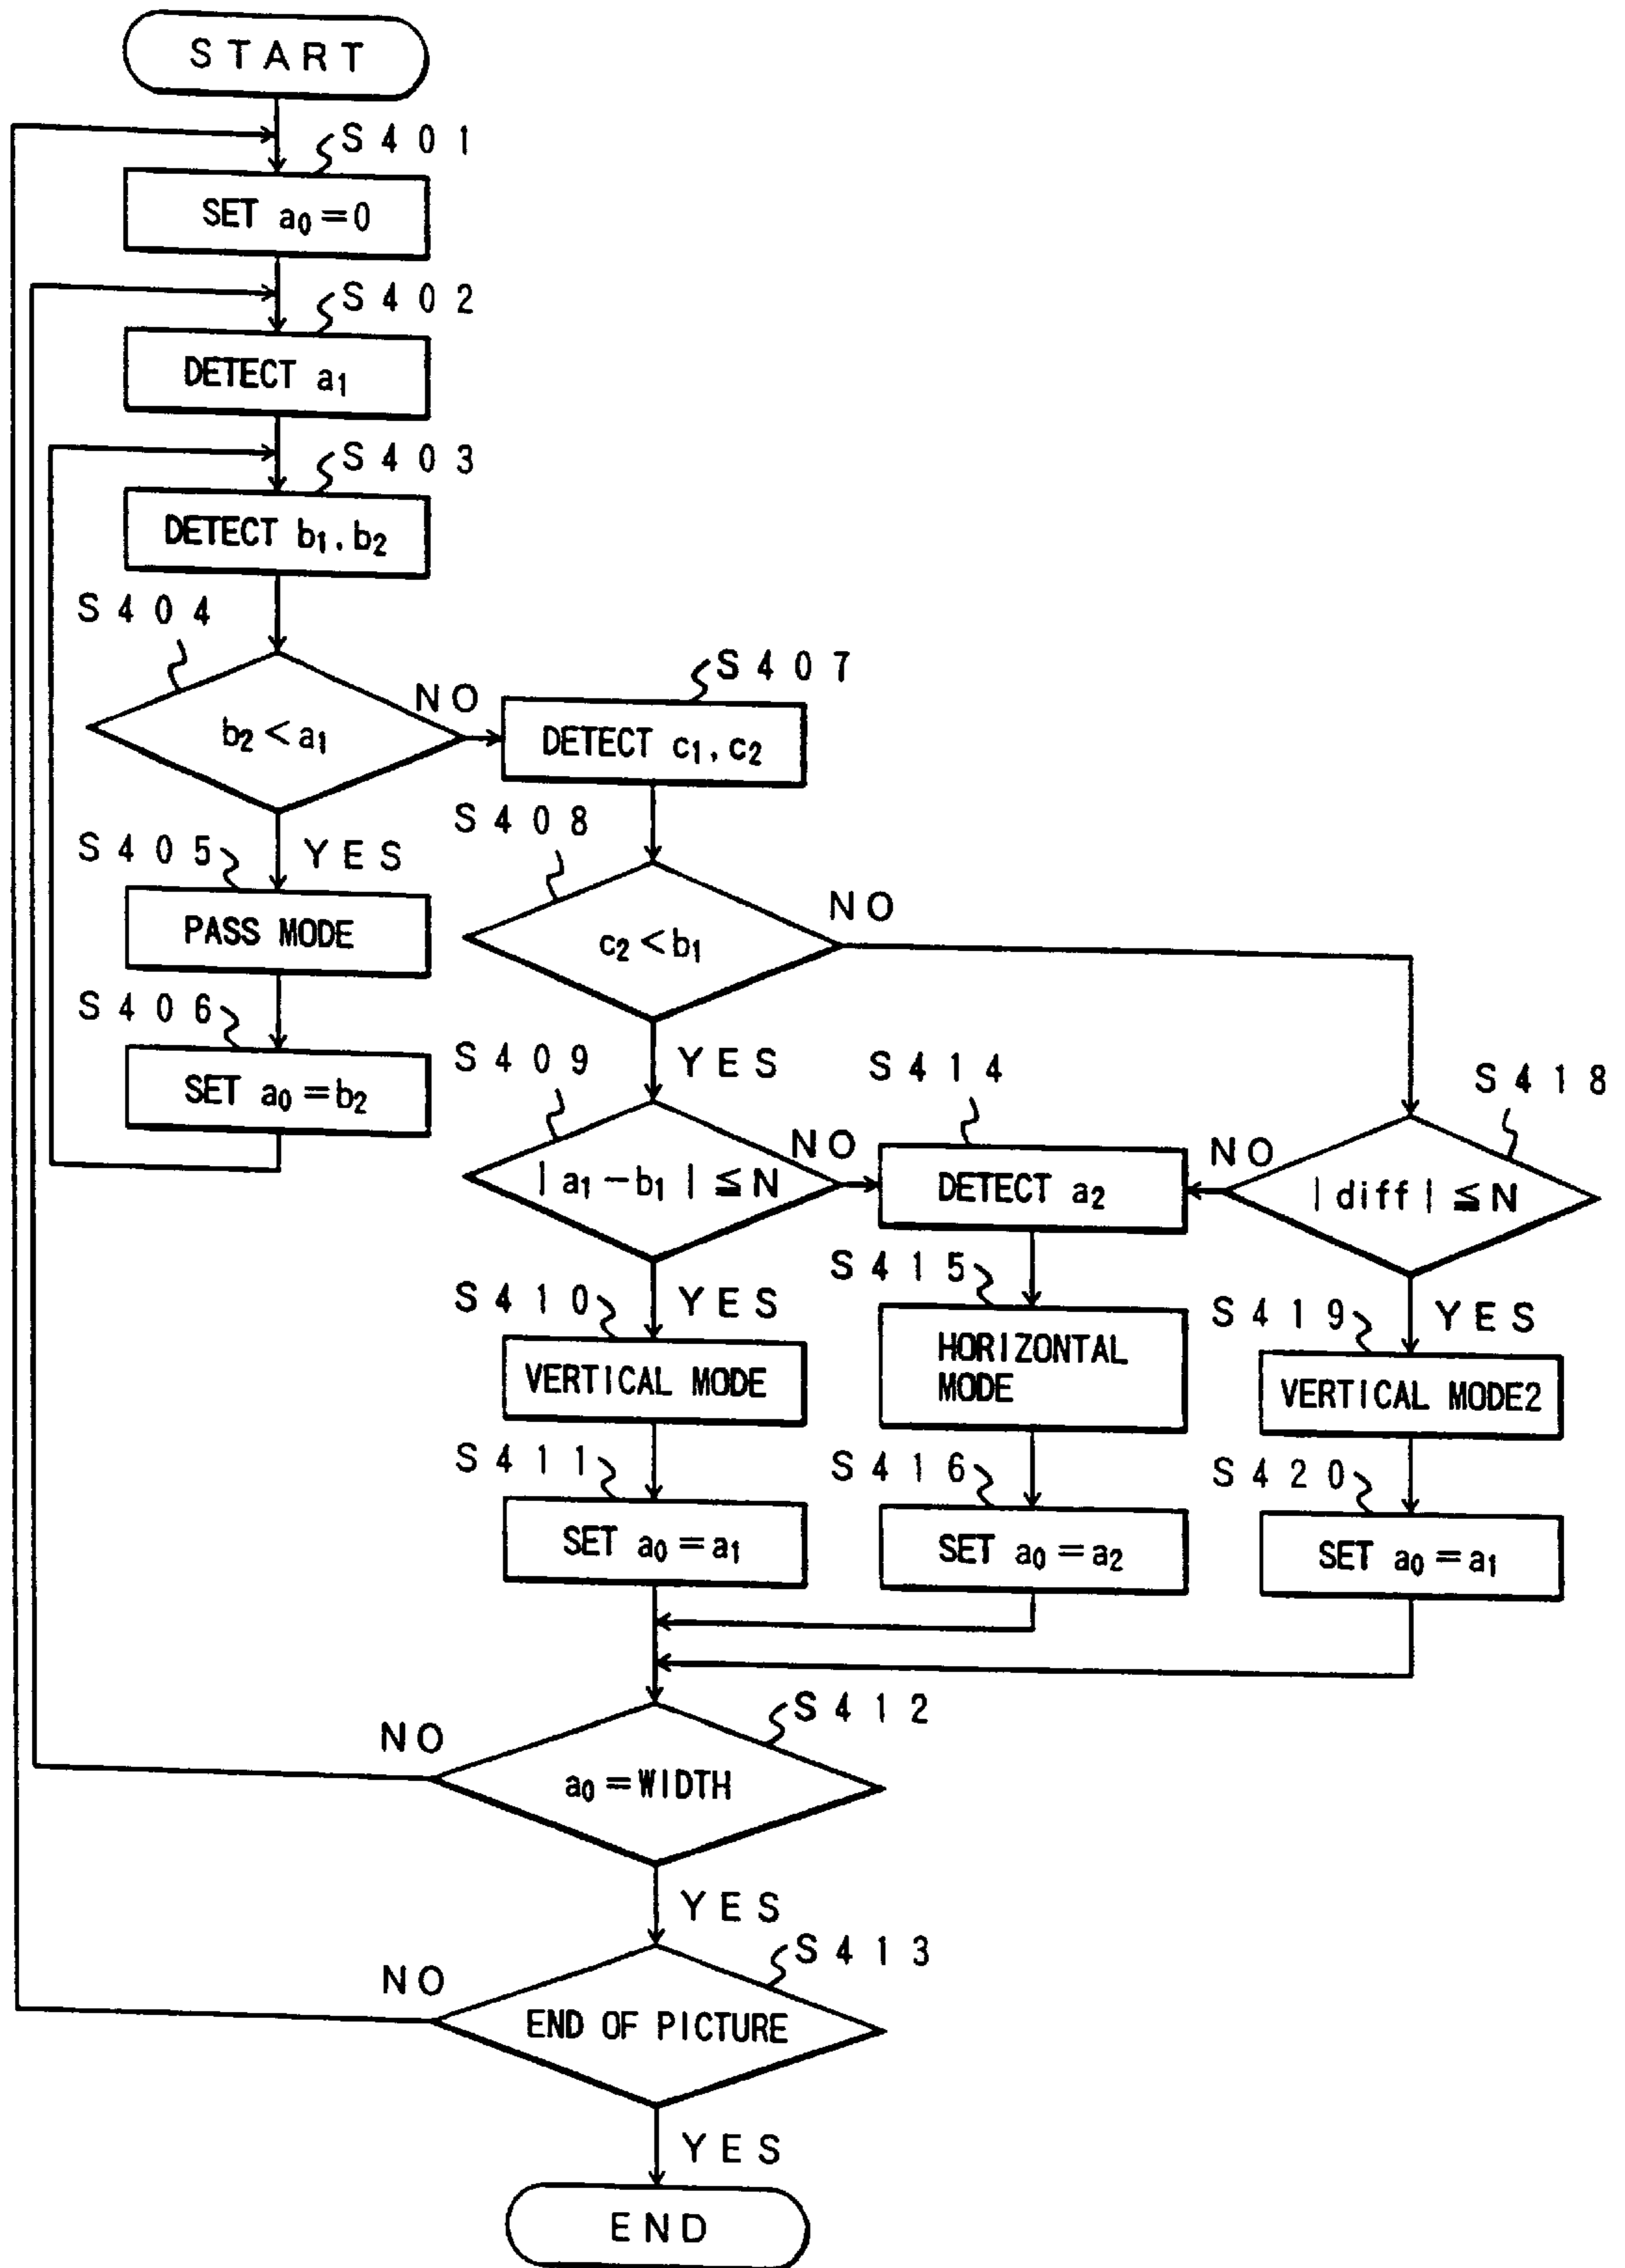 START
S401
SET a₀=0
S402
DETECT a₁
S403
DETECT b₁, b₂
S404
b₂<a₁
NO
YES
S405
PASS MODE
S406
SET a₀=b₂
S407
DETECT c₁, c₂
S408
c₂<b₁
NO
YES
S409
|a₁-b₁|≦N
NO
YES
S410
VERTICAL MODE
S411
SET a₀=a₁
S414
DETECT a₂
S415
HORIZONTAL
MODE
S416
SET a₀=a₂
S418
|diff|≦N
NO
YES
S419
VERTICAL MODE2
S420
SET a₀=a₁
S412
a₀=WIDTH
NO
YES
S413
END OF PICTURE
NO
YES
END